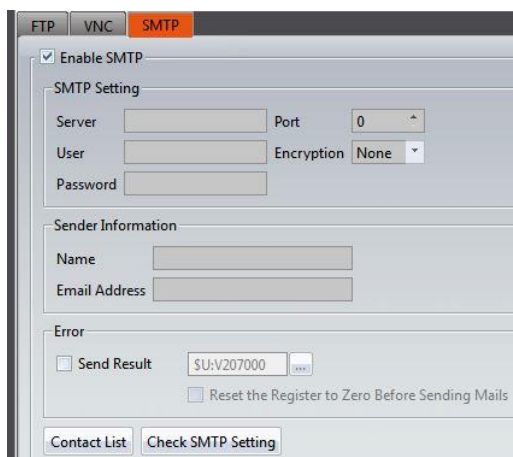 FTP VNC SMTP
Enable SMTP
SMTP Setting
Server Port 0
User Encryption None
Password
Sender Information
Name
Email Address
Error
Send Result $U:V207000 ...
Reset the Register to Zero Before Sending Mails
Contact List Check SMTP Setting